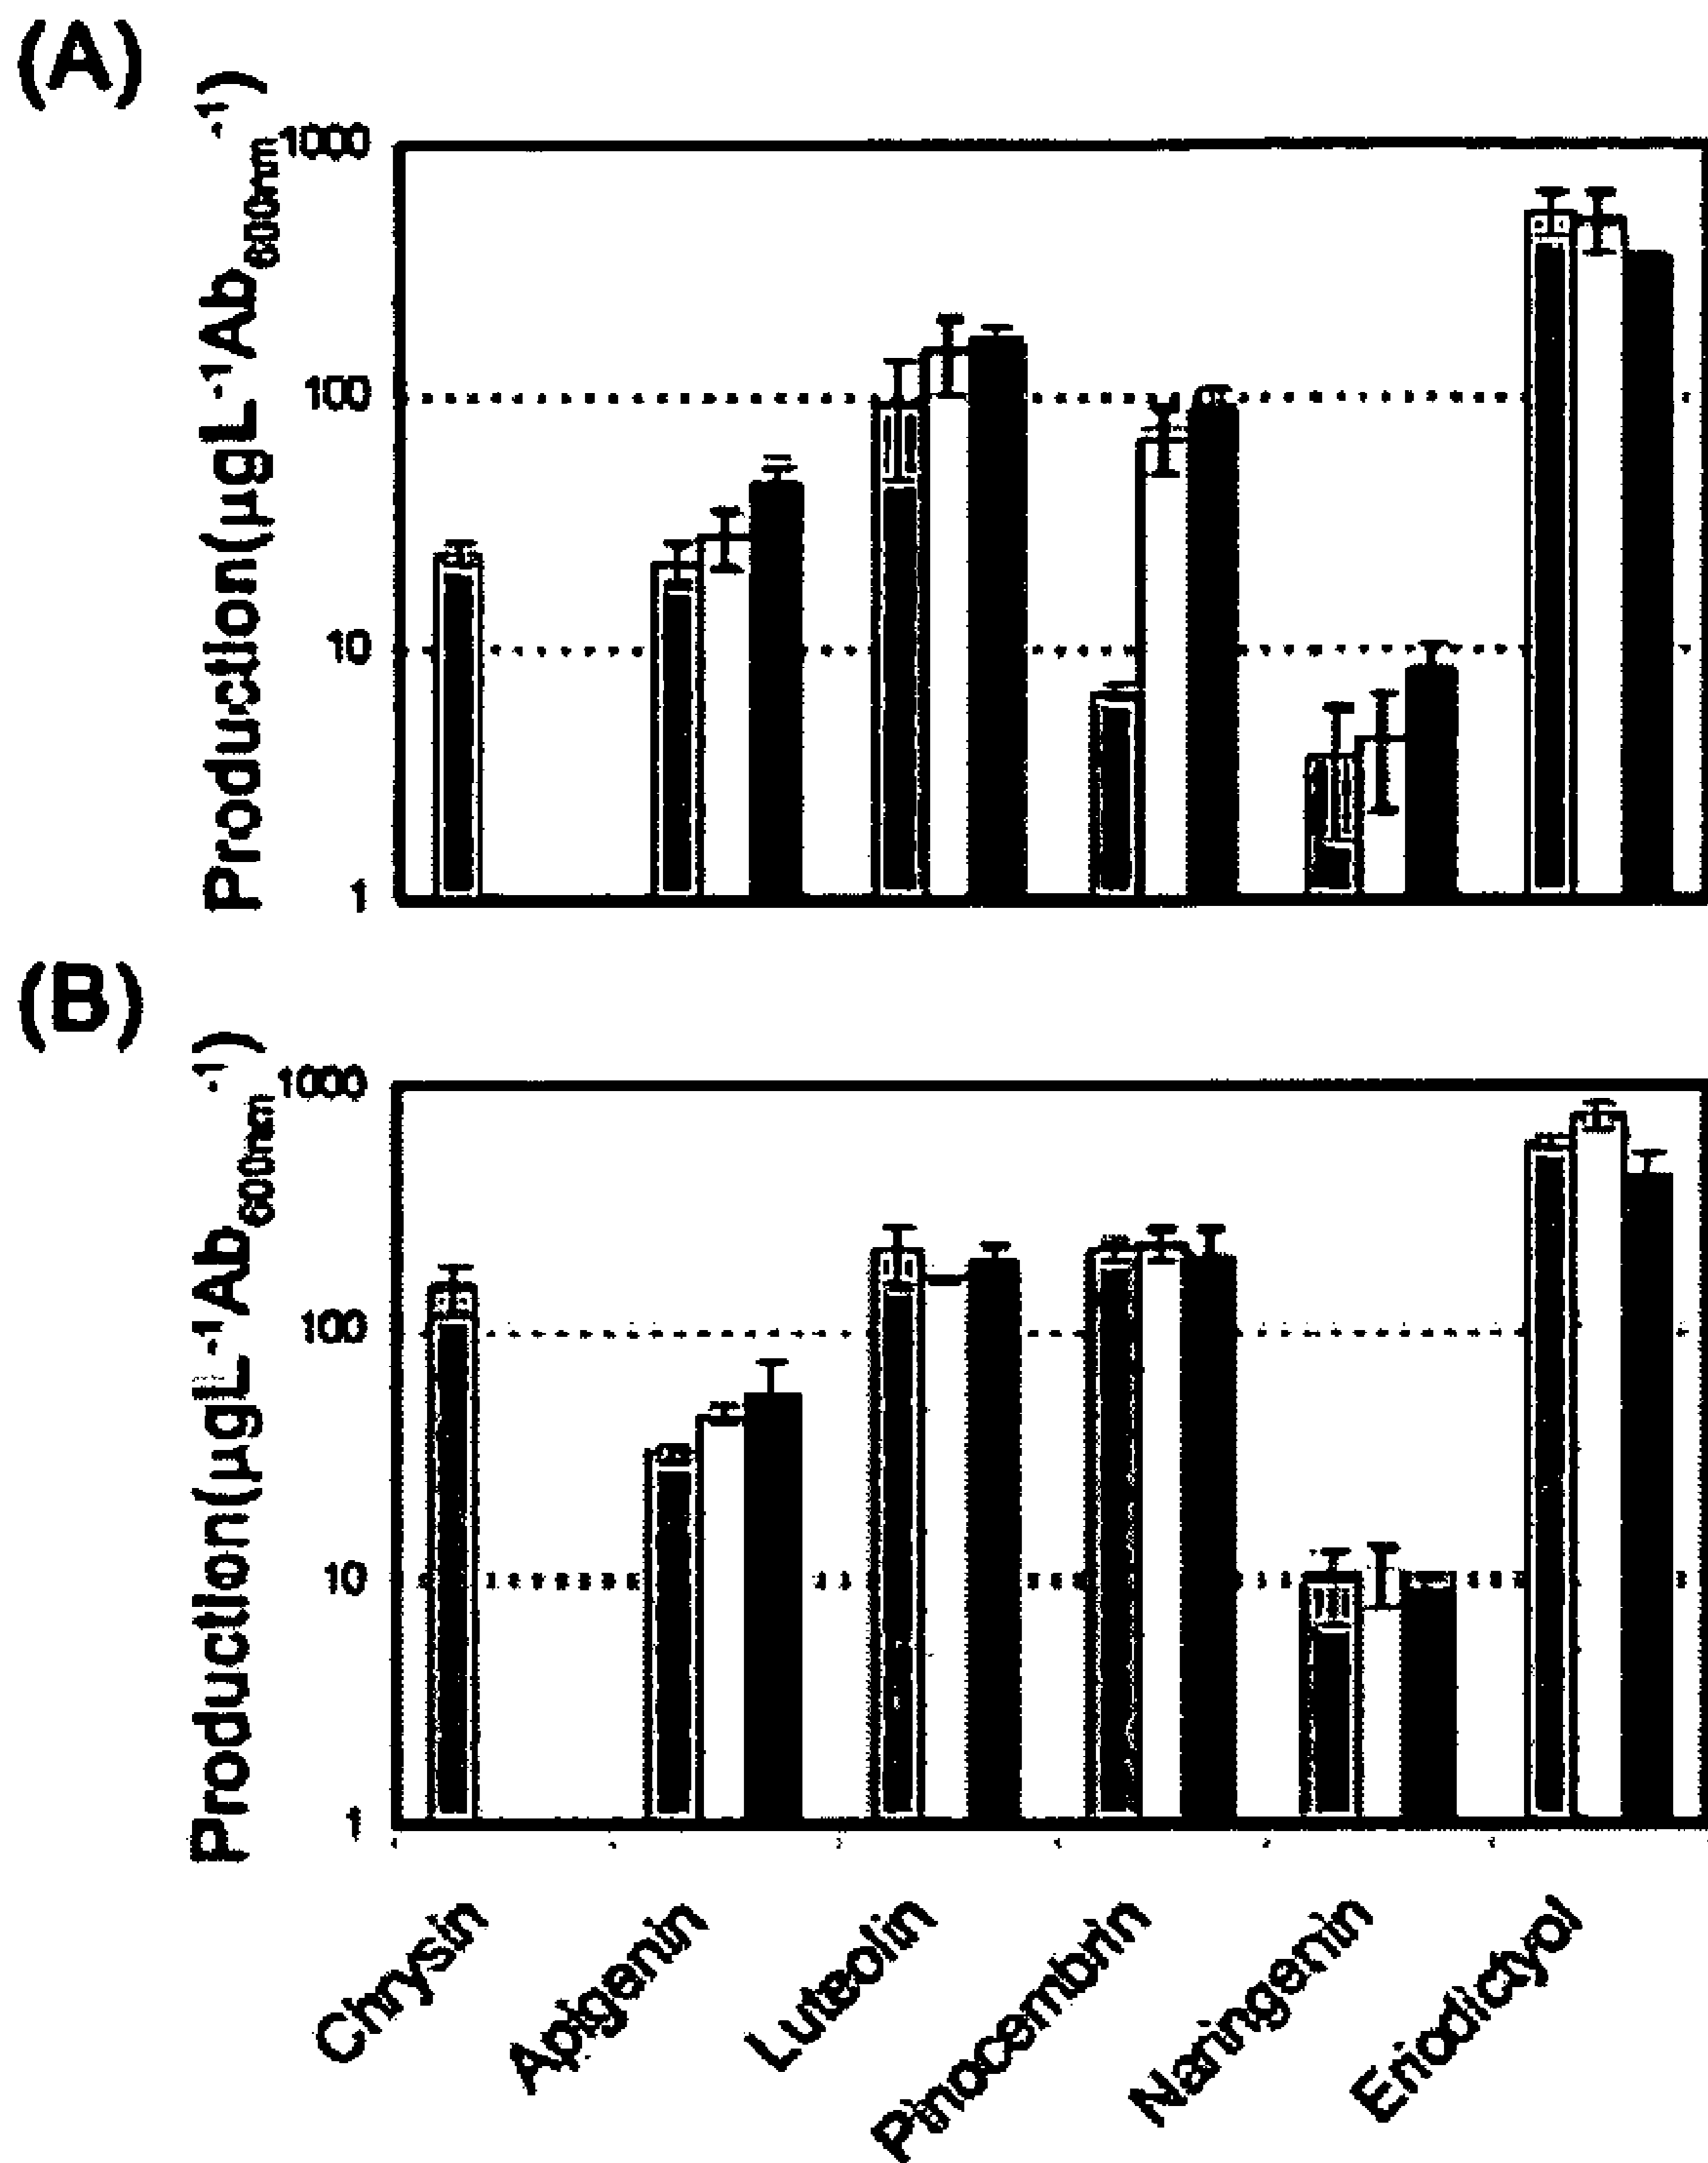 (A)
Production(µgL⁻¹Ab₆₀₀nm⁻¹)
1000
100
10
1
(B)
Production(µgL⁻¹Ab₆₀₀nm⁻¹)
1000
100
10
1
Chrysin
Apigenin
Luteolin
Pinocembrin
Naringenin
Eriodictyol